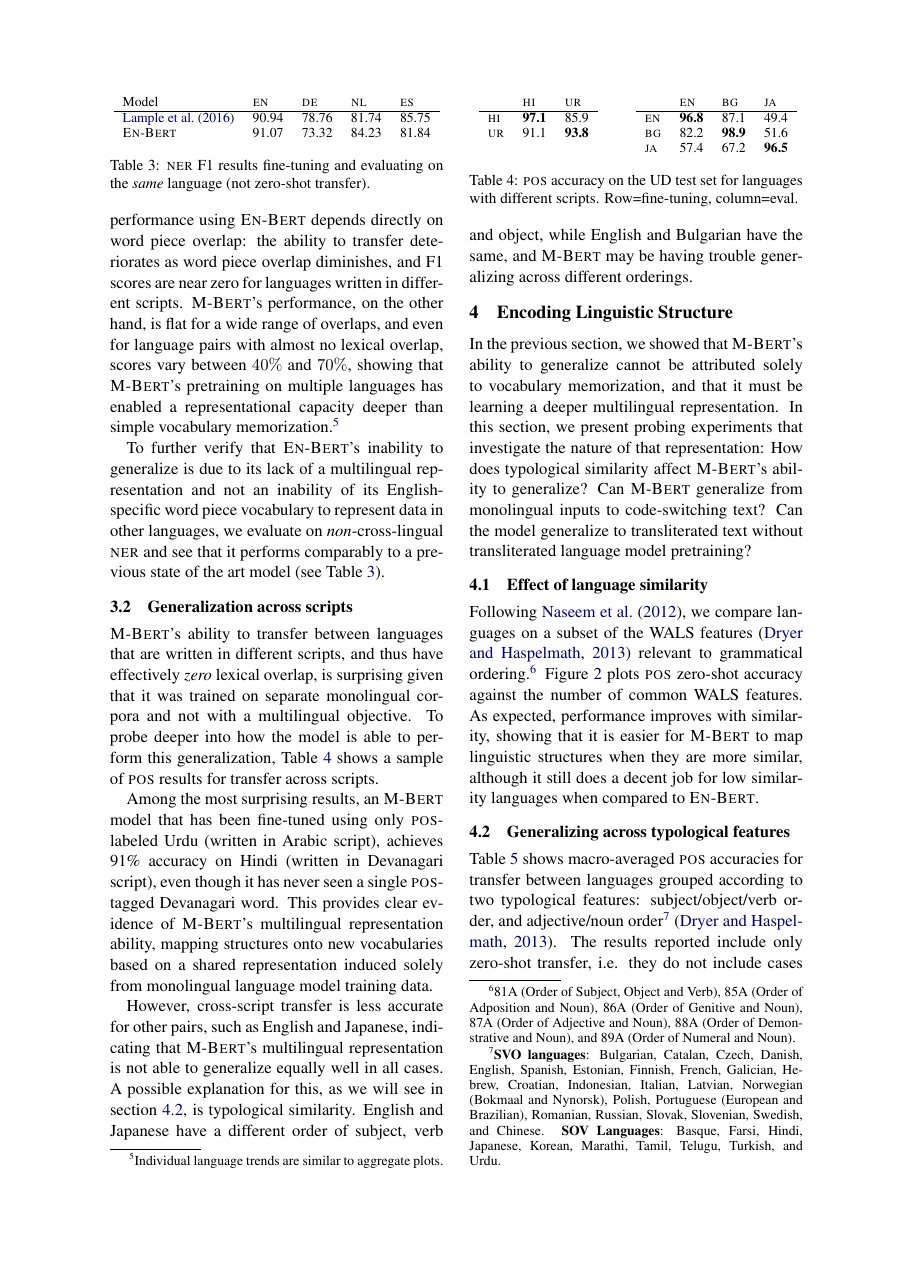 Model EN DE NL ES
Lample et al. (2016) 90.94 78.76 81.74 85.75
EN-BERT 91.07 73.32 84.23 81.84
Table 3: NER F1 results fine-tuning and evaluating on
the same language (not zero-shot transfer).
performance using EN-BERT depends directly on
word piece overlap: the ability to transfer dete-
riorates as word piece overlap diminishes, and F1
scores are near zero for languages written in differ-
ent scripts. M-BERT's performance, on the other
hand, is flat for a wide range of overlaps, and even
for language pairs with almost no lexical overlap,
scores vary between 40% and 70%, showing that
M-BERT's pretraining on multiple languages has
enabled a representational capacity deeper than
simple vocabulary memorization.5
To further verify that EN-BERT's inability to
generalize is due to its lack of a multilingual rep-
resentation and not an inability of its English-
specific word piece vocabulary to represent data in
other languages, we evaluate on non-cross-lingual
NER and see that it performs comparably to a pre-
vious state of the art model (see Table 3).
3.2 Generalization across scripts
M-BERT's ability to transfer between languages
that are written in different scripts, and thus have
effectively zero lexical overlap, is surprising given
that it was trained on separate monolingual cor-
pora and not with a multilingual objective. To
probe deeper into how the model is able to per-
form this generalization, Table 4 shows a sample
of POS results for transfer across scripts.
Among the most surprising results, an M-BERT
model that has been fine-tuned using only POS-
labeled Urdu (written in Arabic script), achieves
91% accuracy on Hindi (written in Devanagari
script), even though it has never seen a single POS-
tagged Devanagari word. This provides clear ev-
idence of M-BERT's multilingual representation
ability, mapping structures onto new vocabularies
based on a shared representation induced solely
from monolingual language model training data.
However, cross-script transfer is less accurate
for other pairs, such as English and Japanese, indi-
cating that M-BERT's multilingual representation
is not able to generalize equally well in all cases.
A possible explanation for this, as we will see in
section 4.2, is typological similarity. English and
Japanese have a different order of subject, verb
5Individual language trends are similar to aggregate plots.
HI UR
HI 97.1 85.9
UR 91.1 93.8
EN BG JA
EN 96.8 87.1 49.4
BG 82.2 98.9 51.6
JA 57.4 67.2 96.5
Table 4: POS accuracy on the UD test set for languages
with different scripts. Row=fine-tuning, column=eval.
and object, while English and Bulgarian have the
same, and M-BERT may be having trouble gener-
alizing across different orderings.
4 Encoding Linguistic Structure
In the previous section, we showed that M-BERT's
ability to generalize cannot be attributed solely
to vocabulary memorization, and that it must be
learning a deeper multilingual representation. In
this section, we present probing experiments that
investigate the nature of that representation: How
does typological similarity affect M-BERT's abil-
ity to generalize? Can M-BERT generalize from
monolingual inputs to code-switching text? Can
the model generalize to transliterated text without
transliterated language model pretraining?
4.1 Effect of language similarity
Following Naseem et al. (2012), we compare lan-
guages on a subset of the WALS features (Dryer
and Haspelmath, 2013) relevant to grammatical
ordering.6 Figure 2 plots POS zero-shot accuracy
against the number of common WALS features.
As expected, performance improves with similar-
ity, showing that it is easier for M-BERT to map
linguistic structures when they are more similar,
although it still does a decent job for low similar-
ity languages when compared to EN-BERT.
4.2 Generalizing across typological features
Table 5 shows macro-averaged POS accuracies for
transfer between languages grouped according to
two typological features: subject/object/verb or-
der, and adjective/noun order7 (Dryer and Haspel-
math, 2013). The results reported include only
zero-shot transfer, i.e. they do not include cases
681A (Order of Subject, Object and Verb), 85A (Order of
Adposition and Noun), 86A (Order of Genitive and Noun),
87A (Order of Adjective and Noun), 88A (Order of Demon-
strative and Noun), and 89A (Order of Numeral and Noun).
7SVO languages: Bulgarian, Catalan, Czech, Danish,
English, Spanish, Estonian, Finnish, French, Galician, He-
brew, Croatian, Indonesian, Italian, Latvian, Norwegian
(Bokmaal and Nynorsk), Polish, Portuguese (European and
Brazilian), Romanian, Russian, Slovak, Slovenian, Swedish,
and Chinese. SOV Languages: Basque, Farsi, Hindi,
Japanese, Korean, Marathi, Tamil, Telugu, Turkish, and
Urdu.